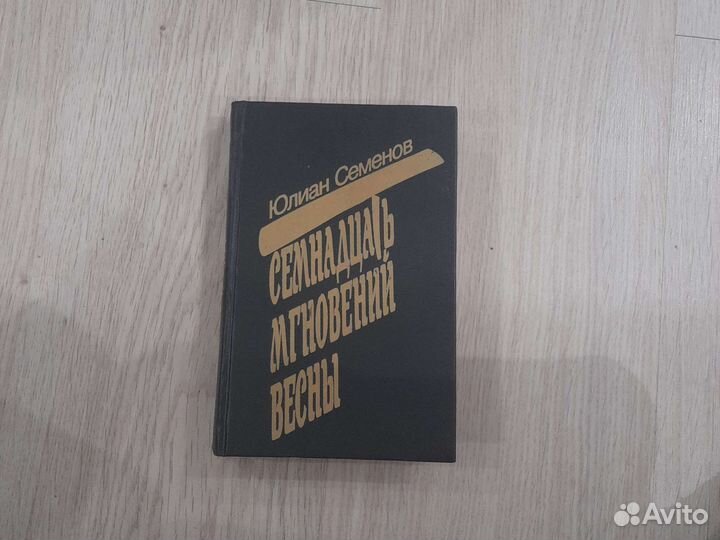 Юлиан Семенов
СЕМНАДЦАТЬ
МГНОВЕНИЙ
ВЕСНЫ
Avito